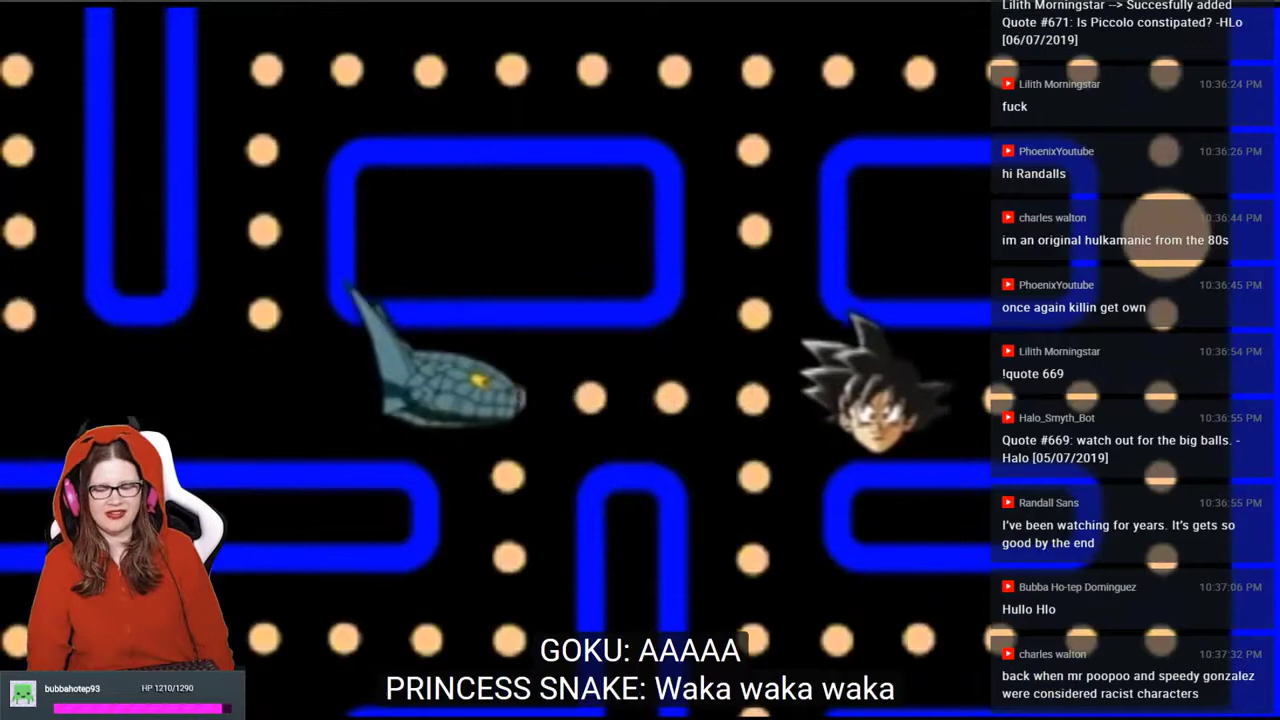 Lilith Morningstar --> Succesfully added
Quote #671: Is Piccolo constipated? -HLo
[06/07/2019]
Lilith Morningstar 10:36:24 PM
fuck
PhoenixYoutube 10:36:26 PM
hi Randalls
charles walton 10:36:44 PM
im an original hulkamanic from the 80s
PhoenixYoutube 10:36:45 PM
once again killin get own
Lilith Morningstar 10:36:54 PM
!quote 669
Halo_Smyth_Bot 10:36:55 PM
Quote #669: watch out for the big balls. -
Halo [05/07/2019]
Randall Sans 10:36:55 PM
I've been watching for years. It's gets so
good by the end
Bubba Ho-tep Dominguez 10:37:06 PM
Hullo Hlo
charles walton 10:37:32 PM
back when mr poopoo and speedy gonzalez
were considered racist characters
GOKU: AAAAA
PRINCESS SNAKE: Waka waka waka
bubbahotep93 HP 1210/1290